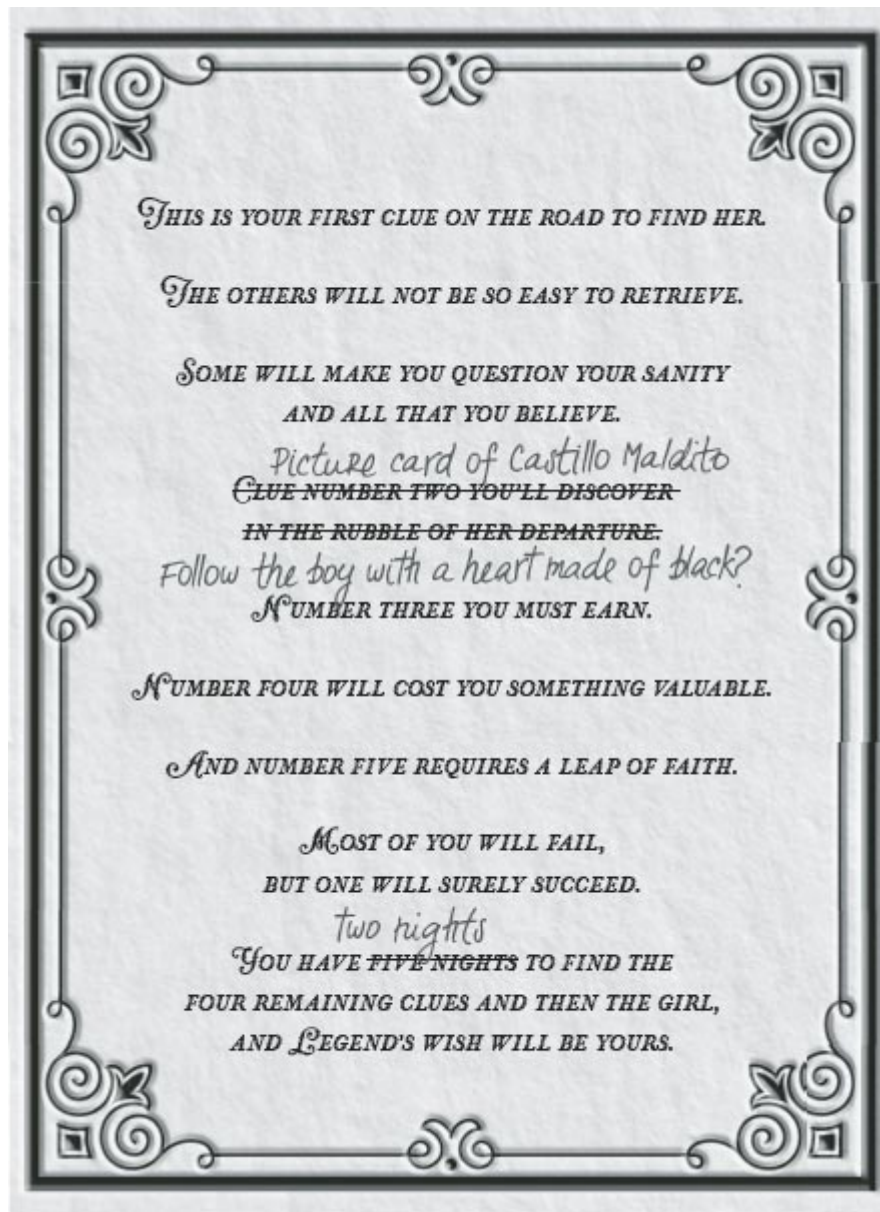 This is your first clue on the road to find her.
The others will not be so easy to retrieve.
Some will make you question your sanity
and all that you believe.
Picture card of Castillo Maldito
Clue number two you'll discover
in the rubble of her departure.
Follow the boy with a heart made of black?
Number three you must earn.
Number four will cost you something valuable.
And number five requires a leap of faith.
Most of you will fail,
but one will surely succeed.
two nights
You have five nights to find the
four remaining clues and then the girl,
and Legend's wish will be yours.